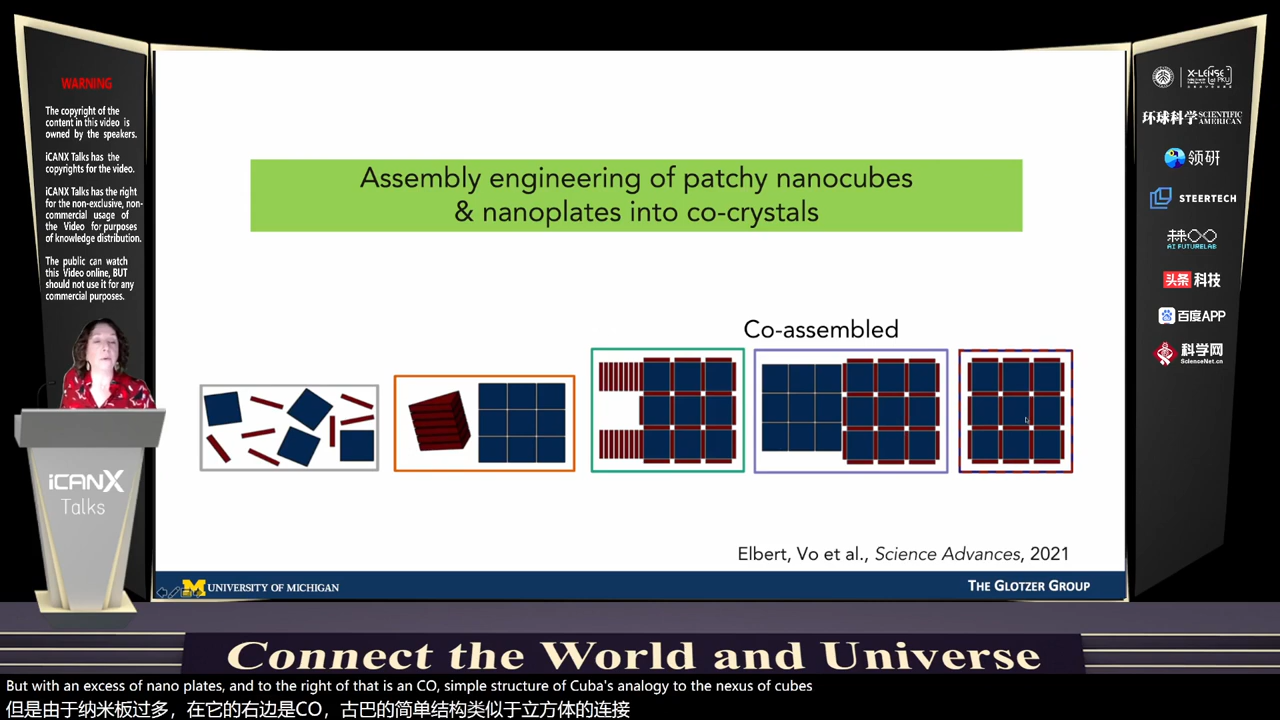 WARNING
The copyright of the
content in this video is
owned by the speakers.
iCANX Talks has the
copyrights for the video.
iCANX Talks has the right
for the non-exclusive, non-
commercial usage of
the Video for purposes
of knowledge distribution.
The public can watch
this Video online, BUT
should not use it for any
commercial purposes.
iCANX
Talks
Assembly engineering of patchy nanocubes
& nanoplates into co-crystals
Co-assembled
Elbert, Vo et al., Science Advances, 2021
M UNIVERSITY OF MICHIGAN
THE GLOTZER GROUP
X-LENSE @PKU
环球科学 SCIENTIFIC AMERICAN
领研
STEERTECH
AI FUTURELAB
头条 科技
百度APP
科学网
ScienceNet.cn
Connect the World and Universe
But with an excess of nano plates, and to the right of that is an CO, simple structure of Cuba's analogy to the nexus of cubes
但是由于纳米板过多，在它的右边是CO，古巴的简单结构类似于立方体的连接